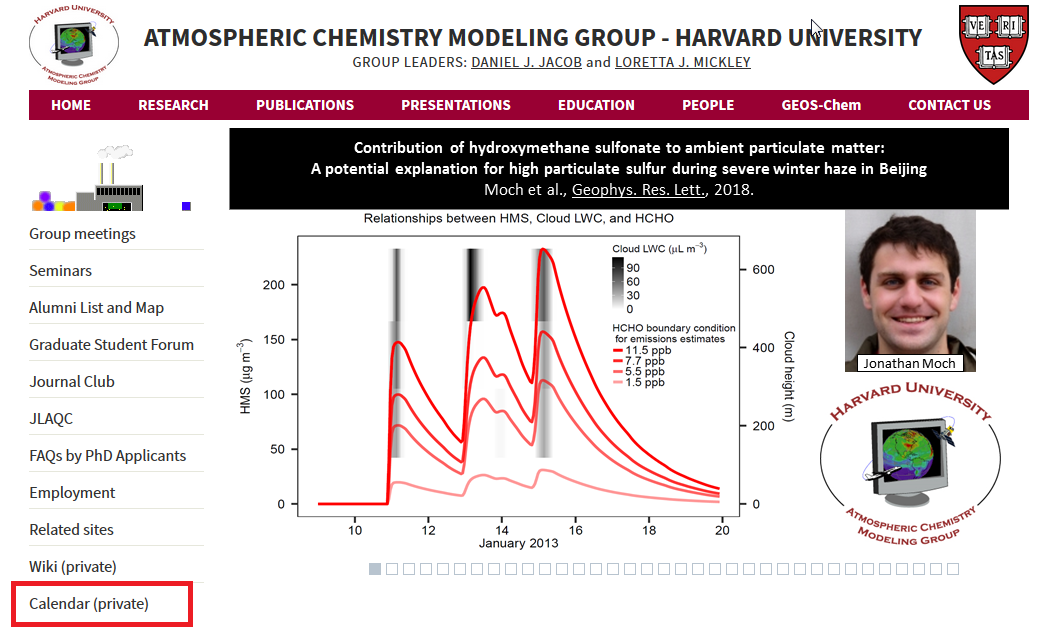 HARVARD UNIVERSITY
ATMOSPHERIC CHEMISTRY
MODELING GROUP
ATMOSPHERIC CHEMISTRY MODELING GROUP - HARVARD UNIVERSITY
GROUP LEADERS: DANIEL J. JACOB and LORETTA J. MICKLEY
VE RI
TAS
HOME RESEARCH PUBLICATIONS PRESENTATIONS EDUCATION PEOPLE GEOS-Chem CONTACT US
Contribution of hydroxymethane sulfonate to ambient particulate matter:
A potential explanation for high particulate sulfur during severe winter haze in Beijing
Moch et al., Geophys. Res. Lett., 2018.
Group meetings
Seminars
Alumni List and Map
Graduate Student Forum
Journal Club
JLAQC
FAQs by PhD Applicants
Employment
Related sites
Wiki (private)
Calendar (private)
Relationships between HMS, Cloud LWC, and HCHO
HMS (µg m⁻³)
200
150
100
50
0
Cloud LWC (µL m⁻³)
90
60
30
0
HCHO boundary condition
for emissions estimates
11.5 ppb
7.7 ppb
5.5 ppb
1.5 ppb
600
400
200
0
Cloud height (m)
10 12 14 16 18 20
January 2013
Jonathan Moch
HARVARD UNIVERSITY
ATMOSPHERIC CHEMISTRY
MODELING GROUP